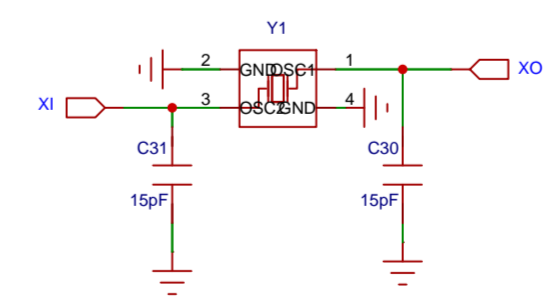 Y1
2 GND OSC1 1 XO
XI 3 OSC2 GND 4
C31 C30
15pF 15pF